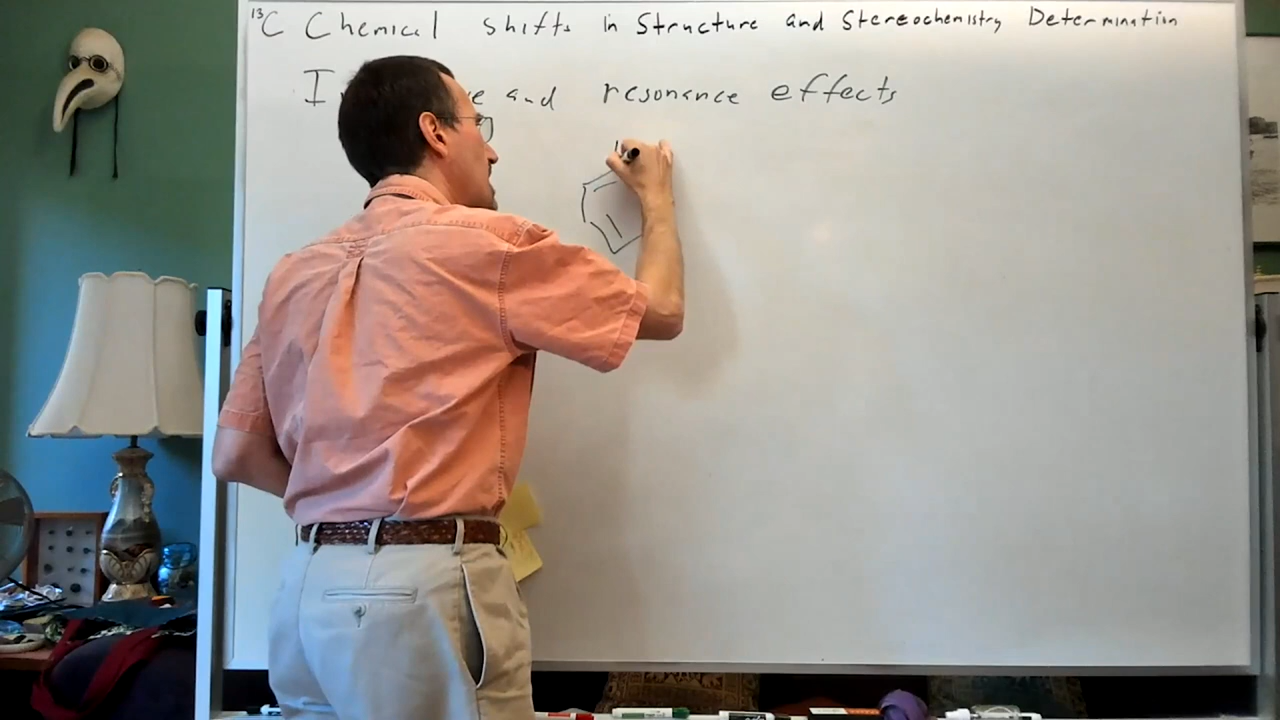 ¹³C Chemical shifts in Structure and Stereochemistry Determination
and resonance effects